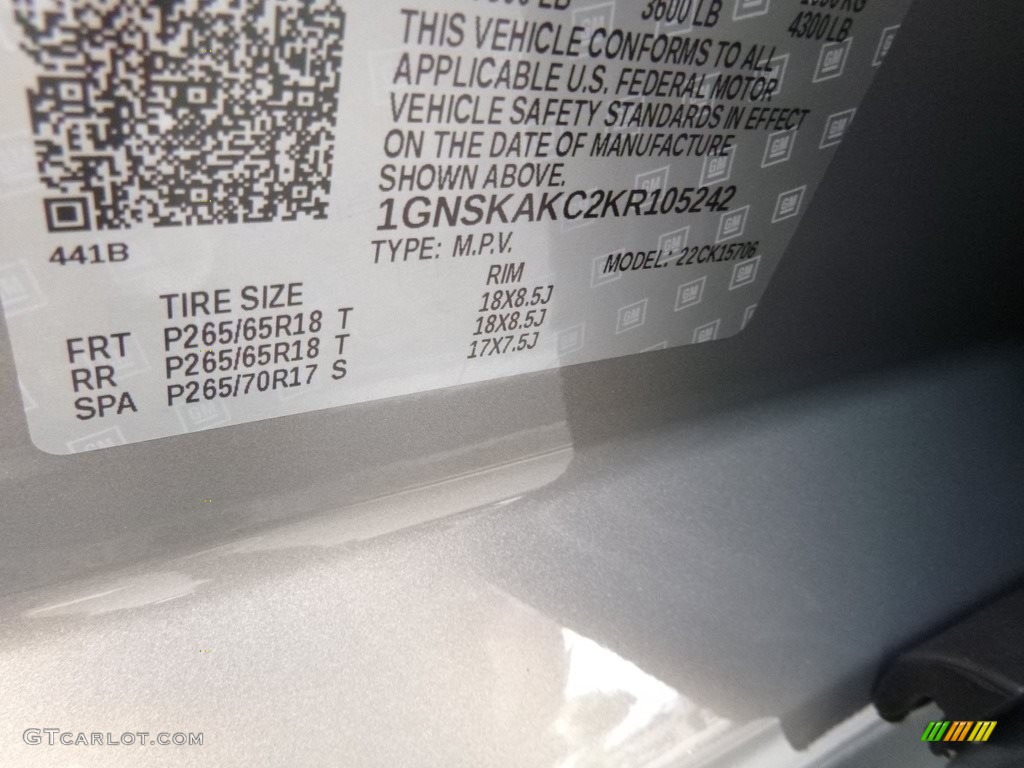 3600 LB
4300 LB
THIS VEHICLE CONFORMS TO ALL
APPLICABLE U.S. FEDERAL MOTOR
VEHICLE SAFETY STANDARDS IN EFFECT
ON THE DATE OF MANUFACTURE
SHOWN ABOVE.
1GNSKAKC2KR105242
441B
TYPE: M.P.V. MODEL: 22CK15706
TIRE SIZE RIM
FRT P265/65R18 T 18X8.5J
RR P265/65R18 T 18X8.5J
SPA P265/70R17 S 17X7.5J
GTCARLOT.COM